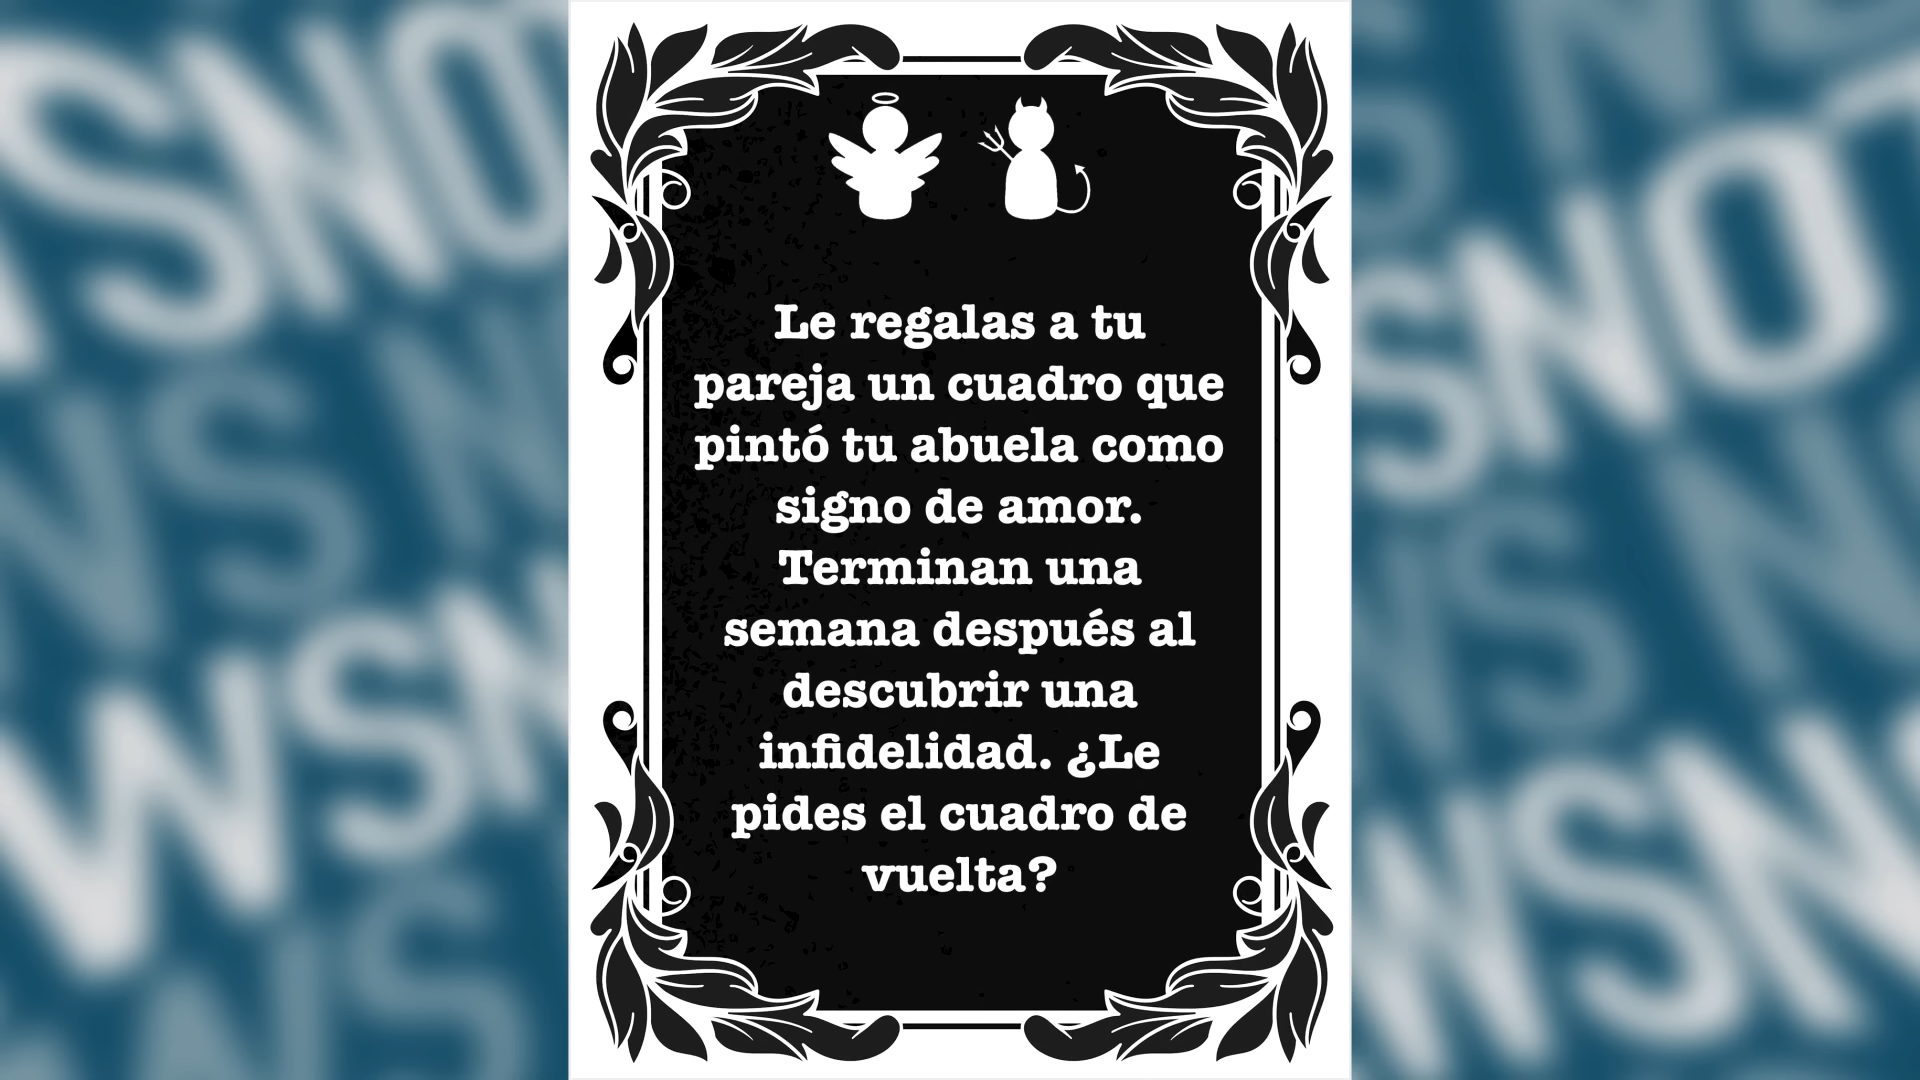 Le regalas a tu
pareja un cuadro que
pintó tu abuela como
signo de amor.
Terminan una
semana después al
descubrir una
infidelidad. ¿Le
pides el cuadro de
vuelta?